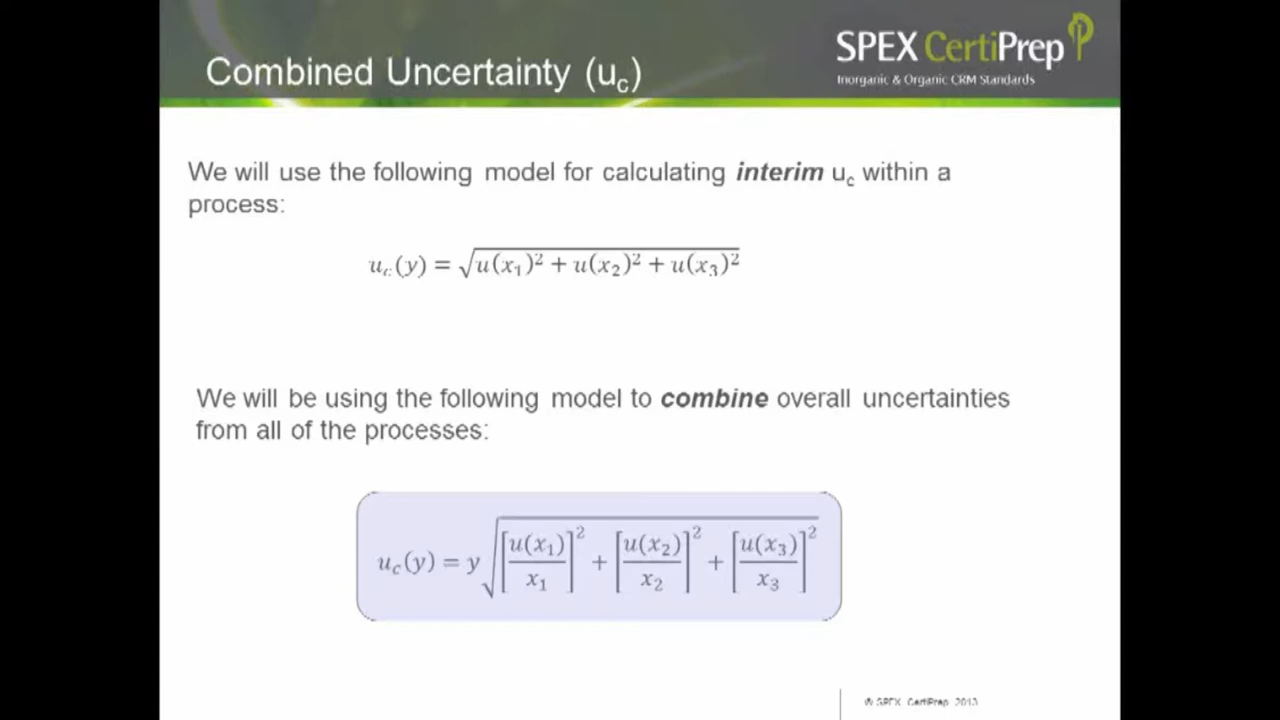 Combined Uncertainty (u_c)
SPEX CertiPrep
Inorganic & Organic CRM Standards
We will use the following model for calculating interim u_c within a
process:
u_c(y) = √(u(x₁)² + u(x₂)² + u(x₃)²)
We will be using the following model to combine overall uncertainties
from all of the processes:
u_c(y) = y√([u(x₁)/x₁]² + [u(x₂)/x₂]² + [u(x₃)/x₃]²)
© SPEX CertiPrep 2013